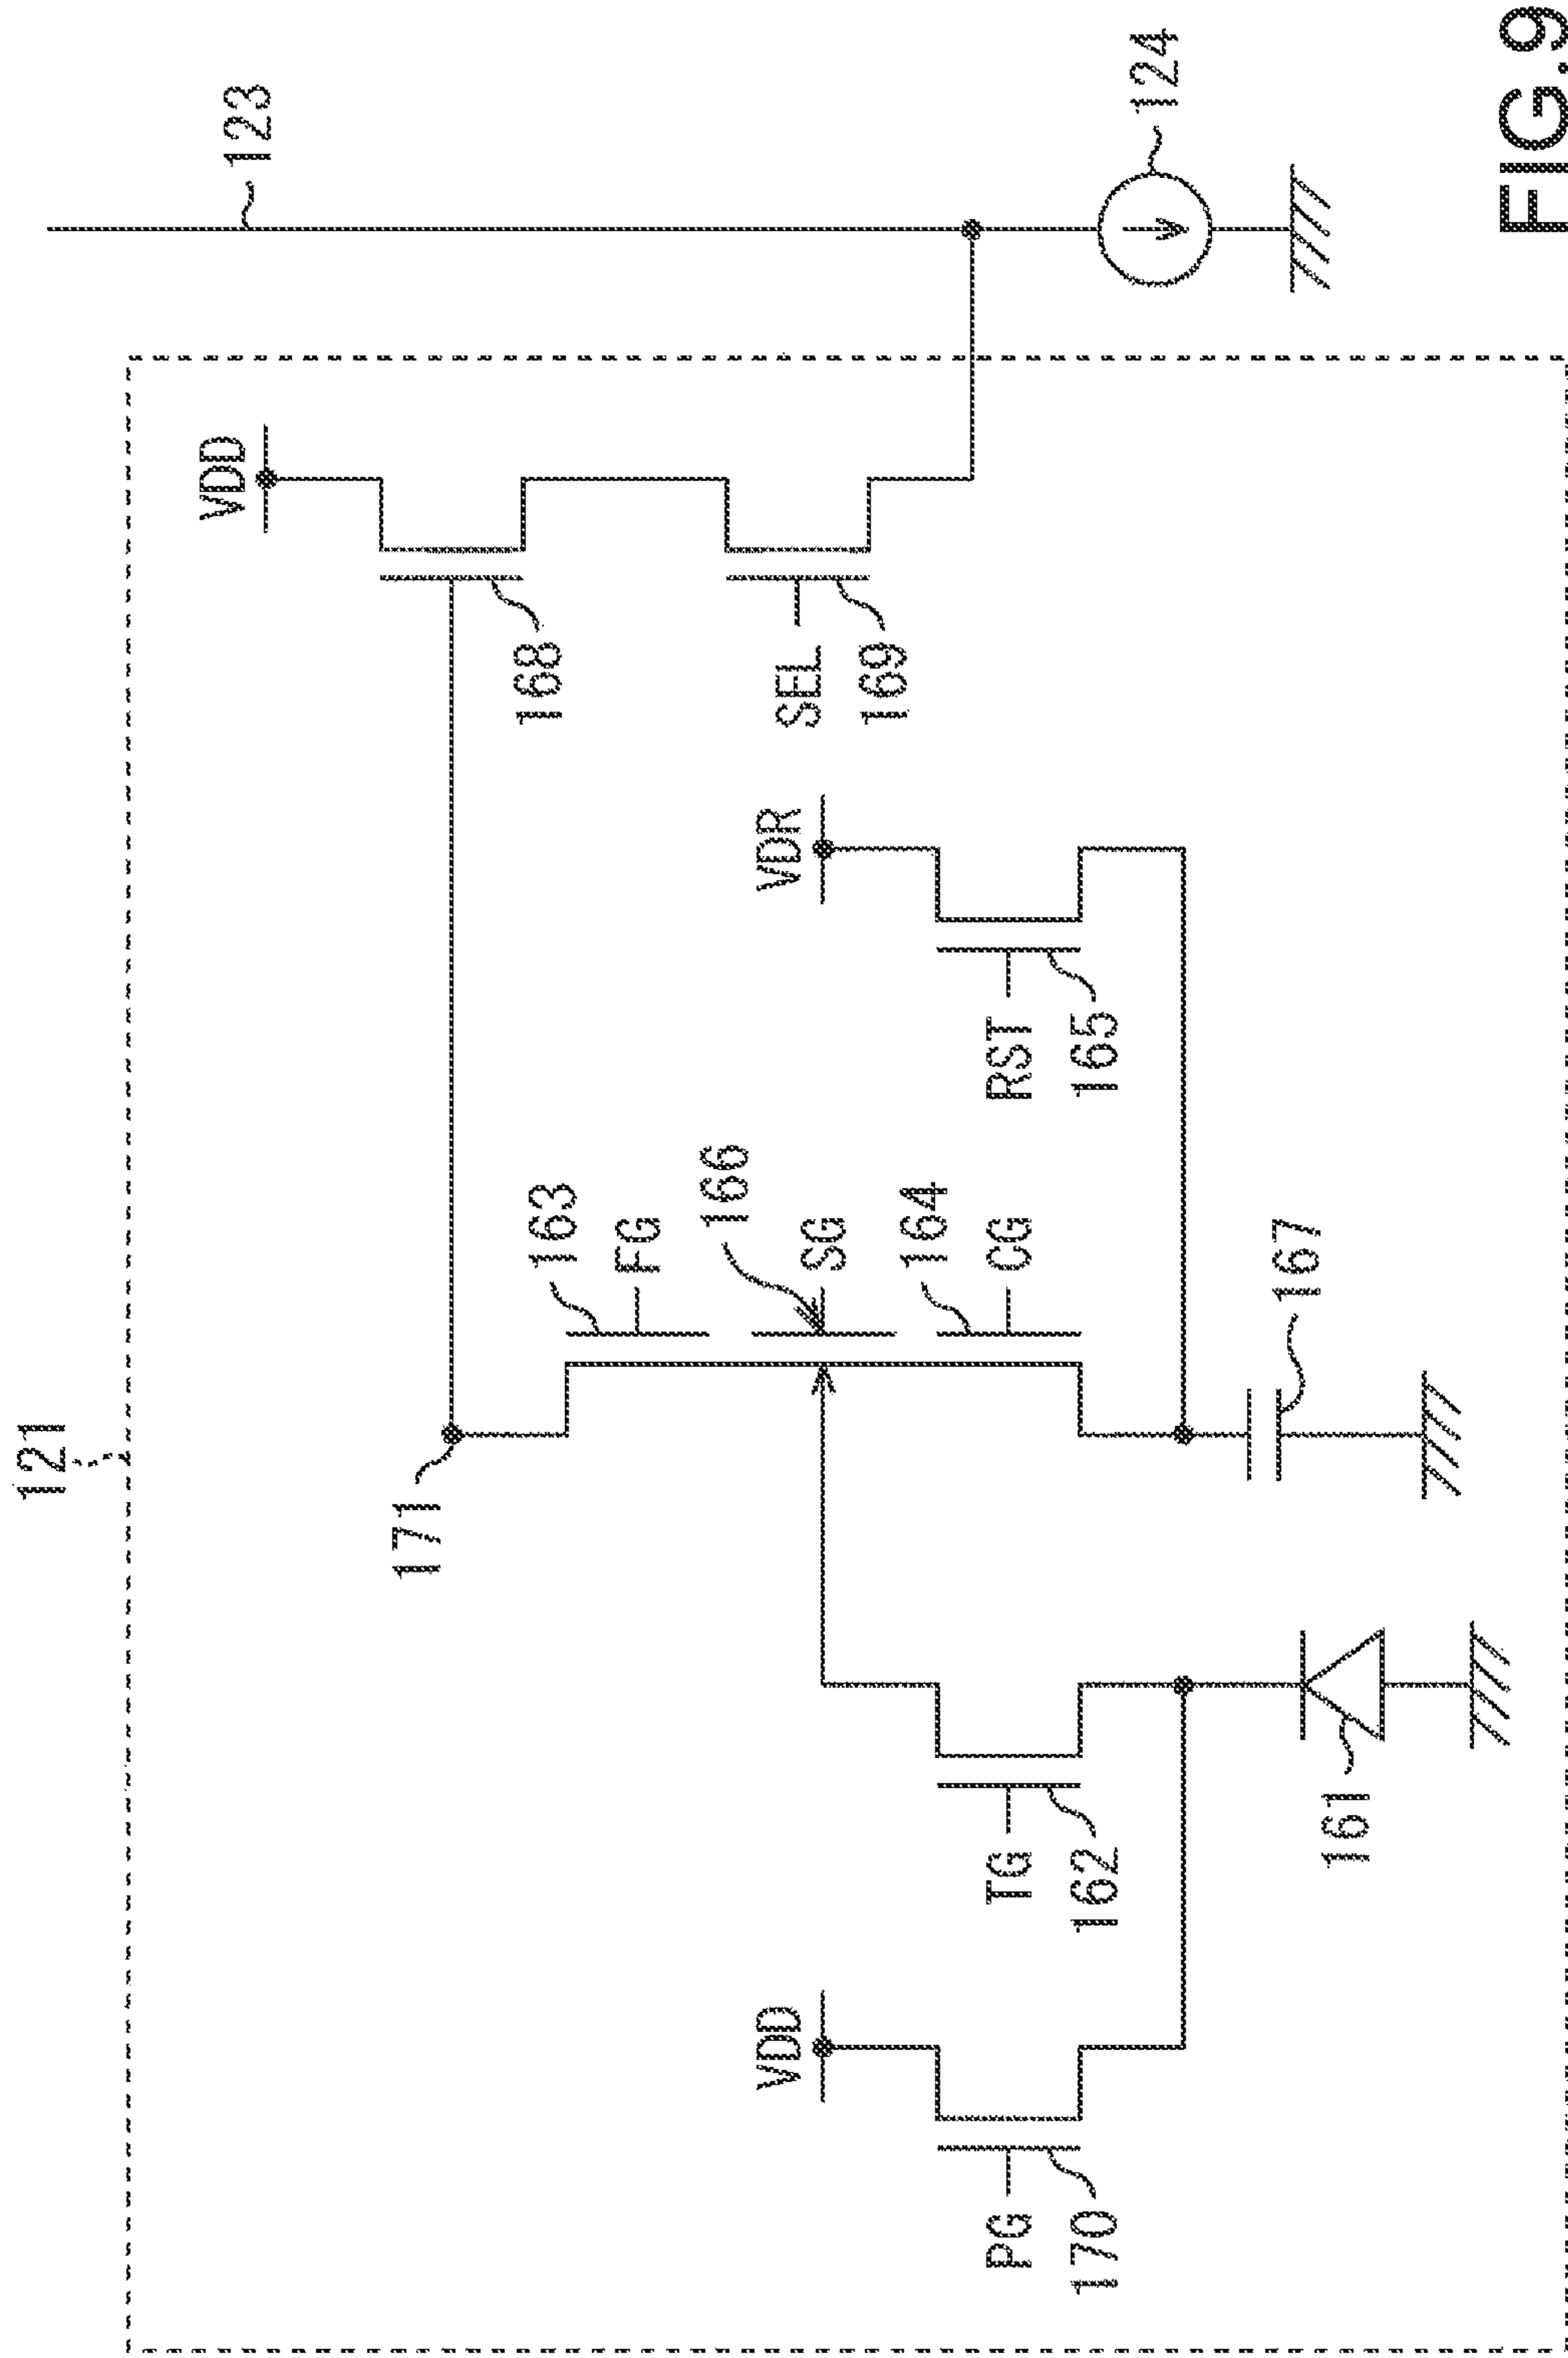 FIG.9
121
123
124
VDD
168
SEL
169
VDR
RST
165
163
FG
166
SG
164
CG
167
171
TG
162
161
VDD
PG
170